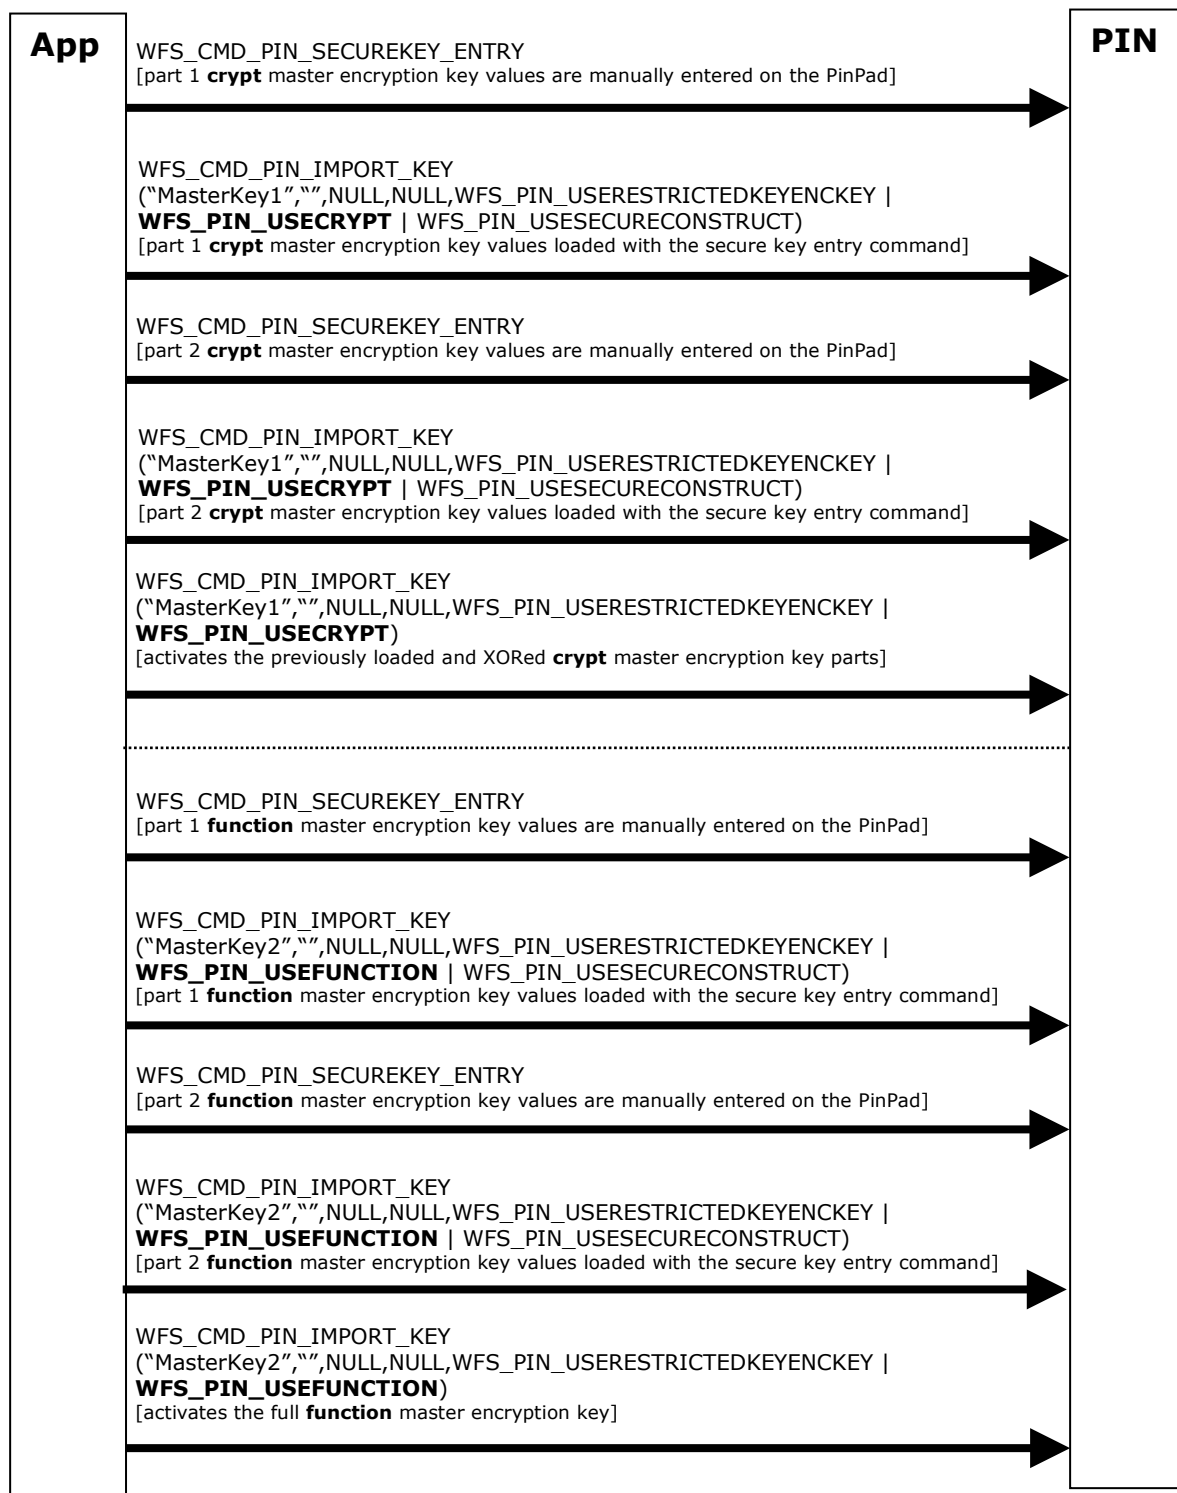 App
PIN
WFS_CMD_PIN_SECUREKEY_ENTRY
[part 1 crypt master encryption key values are manually entered on the PinPad]
WFS_CMD_PIN_IMPORT_KEY
(“MasterKey1”,“”,NULL,NULL,WFS_PIN_USERESTRICTEDKEYENCKEY |
WFS_PIN_USECRYPT | WFS_PIN_USESECURECONSTRUCT)
[part 1 crypt master encryption key values loaded with the secure key entry command]
WFS_CMD_PIN_SECUREKEY_ENTRY
[part 2 crypt master encryption key values are manually entered on the PinPad]
WFS_CMD_PIN_IMPORT_KEY
(“MasterKey1”,“”,NULL,NULL,WFS_PIN_USERESTRICTEDKEYENCKEY |
WFS_PIN_USECRYPT | WFS_PIN_USESECURECONSTRUCT)
[part 2 crypt master encryption key values loaded with the secure key entry command]
WFS_CMD_PIN_IMPORT_KEY
(“MasterKey1”,“”,NULL,NULL,WFS_PIN_USERESTRICTEDKEYENCKEY |
WFS_PIN_USECRYPT)
[activates the previously loaded and XORed crypt master encryption key parts]
WFS_CMD_PIN_SECUREKEY_ENTRY
[part 1 function master encryption key values are manually entered on the PinPad]
WFS_CMD_PIN_IMPORT_KEY
(“MasterKey2”,“”,NULL,NULL,WFS_PIN_USERESTRICTEDKEYENCKEY |
WFS_PIN_USEFUNCTION | WFS_PIN_USESECURECONSTRUCT)
[part 1 function master encryption key values loaded with the secure key entry command]
WFS_CMD_PIN_SECUREKEY_ENTRY
[part 2 function master encryption key values are manually entered on the PinPad]
WFS_CMD_PIN_IMPORT_KEY
(“MasterKey2”,“”,NULL,NULL,WFS_PIN_USERESTRICTEDKEYENCKEY |
WFS_PIN_USEFUNCTION | WFS_PIN_USESECURECONSTRUCT)
[part 2 function master encryption key values loaded with the secure key entry command]
WFS_CMD_PIN_IMPORT_KEY
(“MasterKey2”,“”,NULL,NULL,WFS_PIN_USERESTRICTEDKEYENCKEY |
WFS_PIN_USEFUNCTION)
[activates the full function master encryption key]